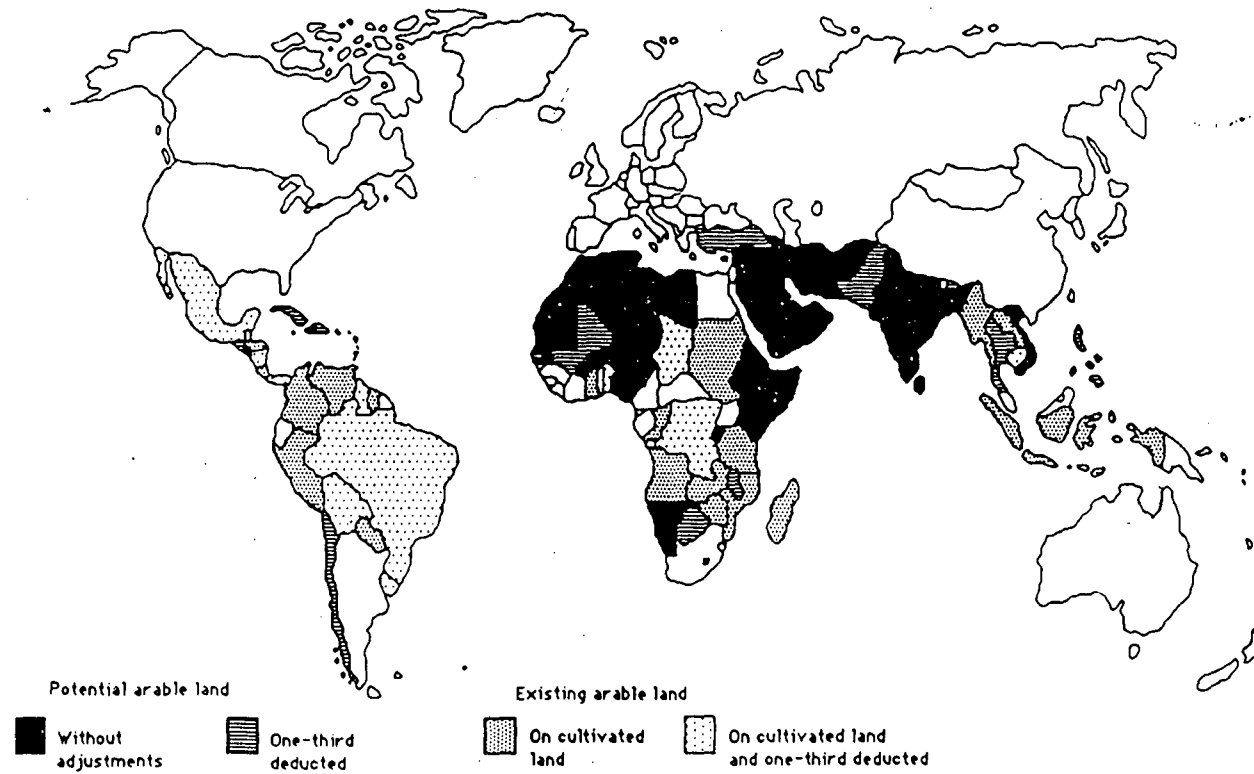 Potential arable land
Existing arable land
Without
adjustments
One-third
deducted
On cultivated
land
On cultivated land
and one-third deducted